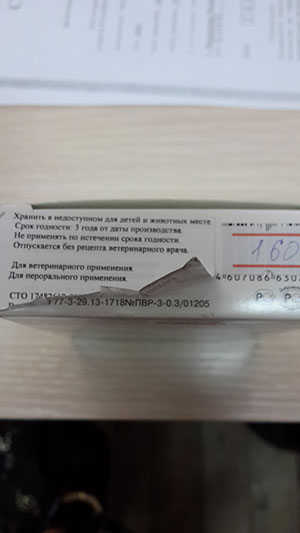 Хранить в недоступном для детей и животных месте
Срок годности: 3 года от даты производства.
Не применять по истечении срока годности.
Отпускается без рецепта ветеринарного врача.
Для ветеринарного применения
Для перорального применения
СТО
77-3-29.13-1718№ПВР-3-0.3/01205
160
4607086630
Р Р